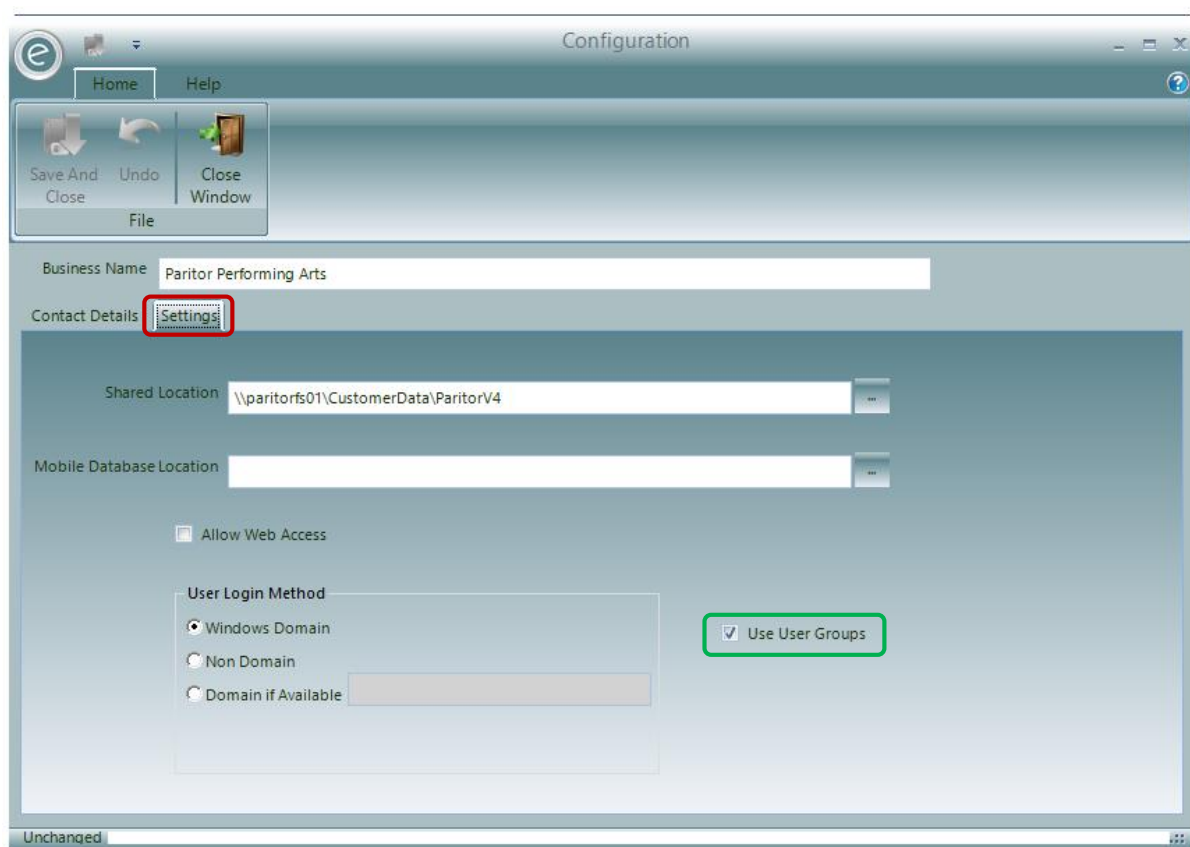 Configuration
Home Help
Save And Close
Undo
Close Window
File
Business Name Paritor Performing Arts
Contact Details Settings
Shared Location \\paritorfs01\CustomerData\ParitorV4 ...
Mobile Database Location ...
Allow Web Access
User Login Method
Windows Domain
Use User Groups
Non Domain
Domain if Available
Unchanged